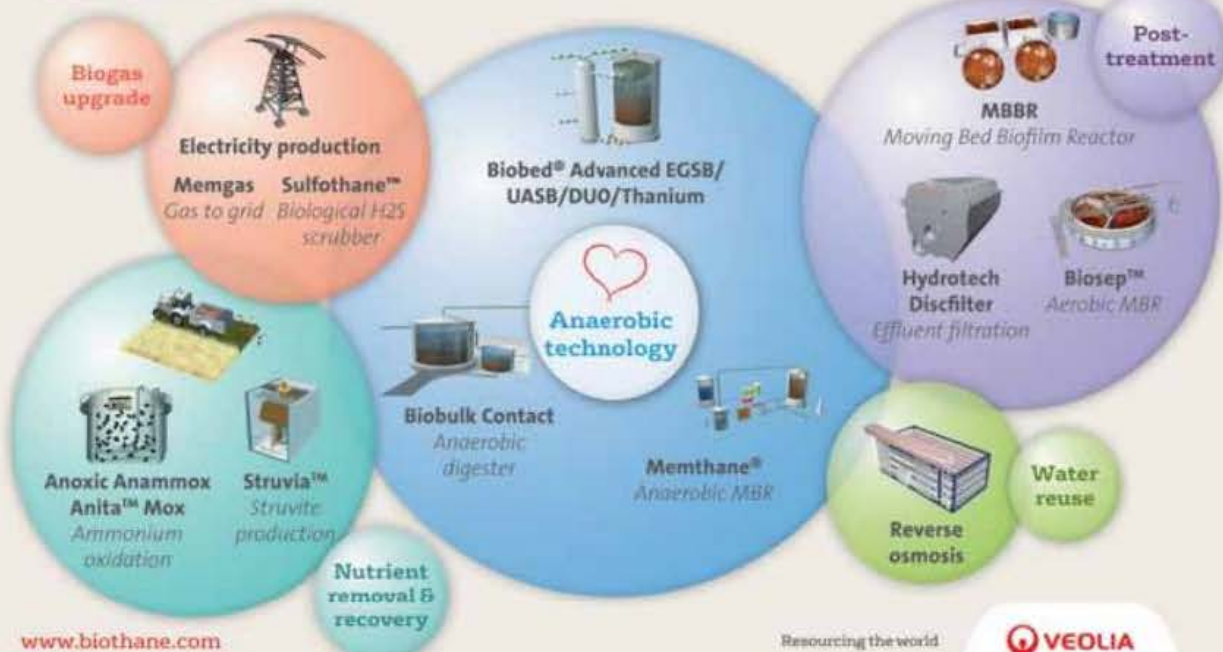 Biogas
upgrade
Electricity production
Memgas
Gas to grid
Sulfothane™
Biological H2S
scrubber
Biobed® Advanced EGSB/
UASB/DUO/Thanium
Anaerobic
technology
Biobulk Contact
Anaerobic
digester
Memthane®
Anaerobic MBR
Post-
treatment
MBBR
Moving Bed Biofilm Reactor
Hydrotech
Discfilter
Effluent filtration
Biosep™
Aerobic MBR
Anoxic Anammox
Anita™ Mox
Ammonium
oxidation
Struvia™
Struvite
production
Nutrient
removal &
recovery
Reverse
osmosis
Water
reuse
www.biothane.com
Resourcing the world
VEOLIA